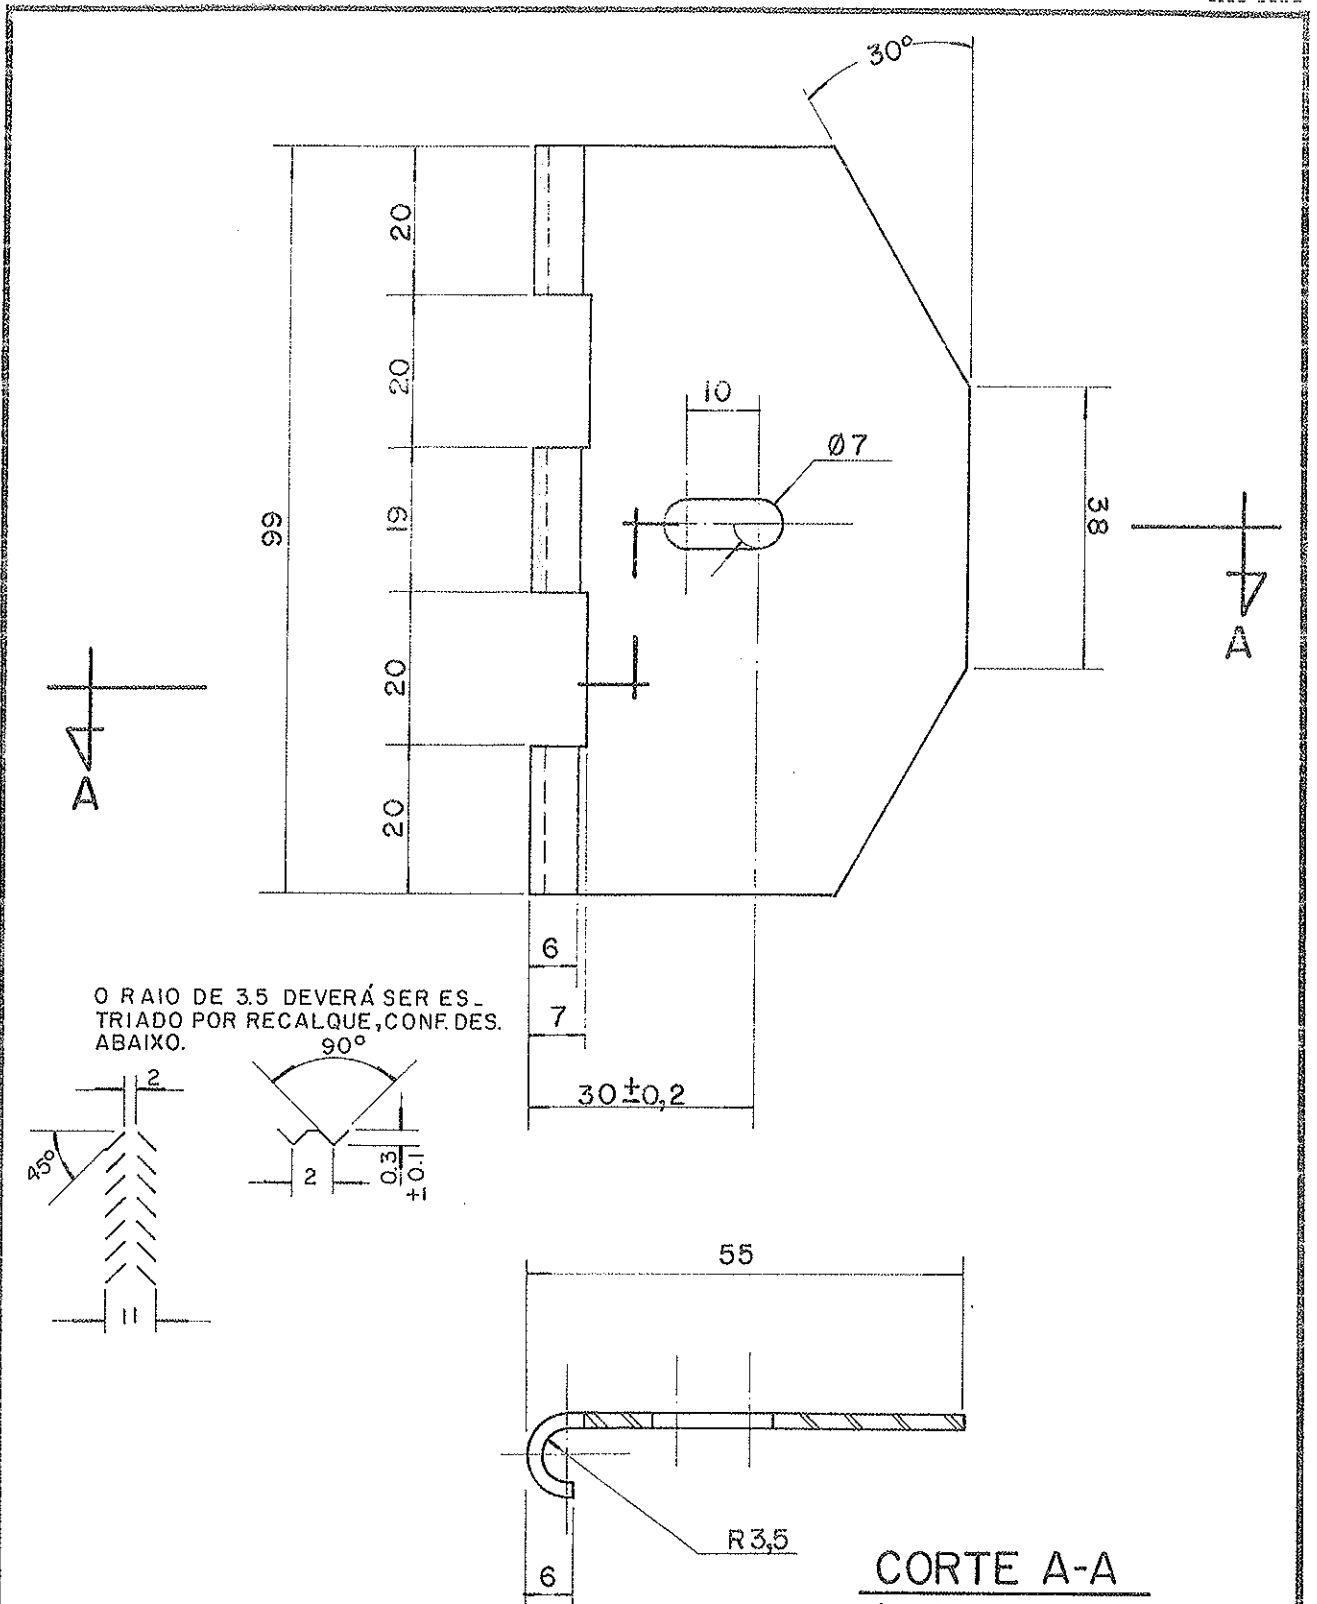 30°
20
20
10
Ø7
99
19
38
A
20
A
20
6
O RAIO DE 3.5 DEVERÁ SER ES_
TRIADO POR RECALQUE, CONF. DES.
ABAIXO.
7
90°
2
30±0,2
45°
2
0.3
±0.1
11
55
R3,5
6
CORTE A-A